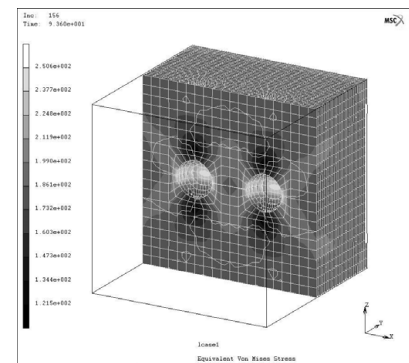 Inc: 156
Time: 9.360e+001
MSC
2.506e+002
2.377e+002
2.248e+002
2.119e+002
1.990e+002
1.861e+002
1.732e+002
1.603e+002
1.473e+002
1.344e+002
1.215e+002
lcase1
Equivalent Von Mises Stress
Z
Y
X